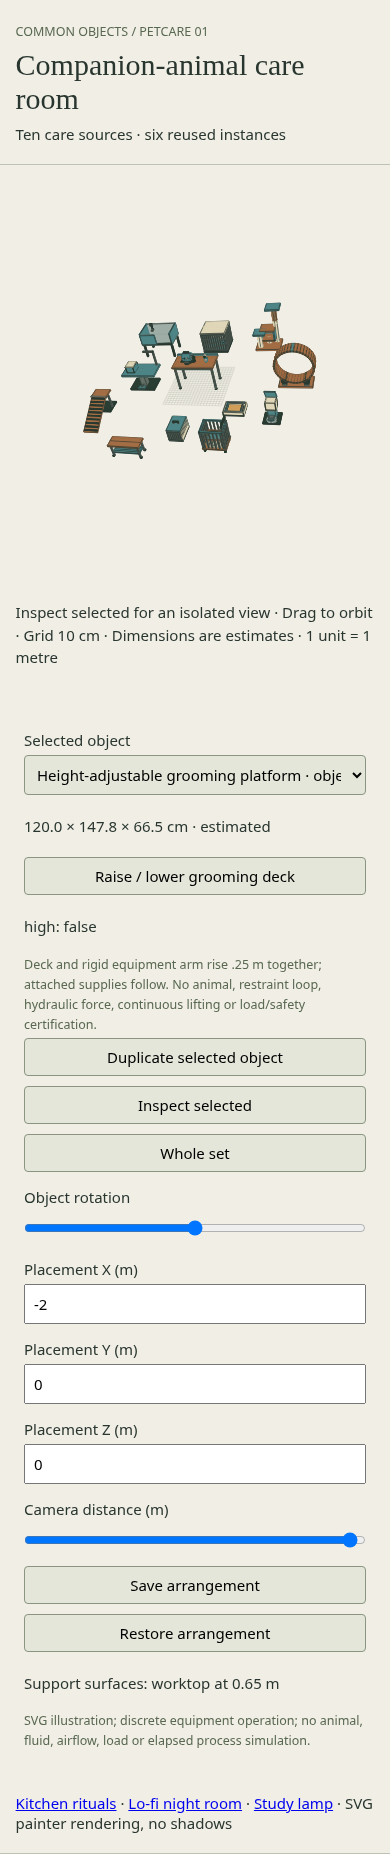 COMMON OBJECTS / PETCARE 01
Companion-animal care
room
Ten care sources · six reused instances
Inspect selected for an isolated view · Drag to orbit
· Grid 10 cm · Dimensions are estimates · 1 unit = 1
metre
Selected object
Height-adjustable grooming platform · obje
120.0 × 147.8 × 66.5 cm · estimated
Raise / lower grooming deck
high: false
Deck and rigid equipment arm rise .25 m together;
attached supplies follow. No animal, restraint loop,
hydraulic force, continuous lifting or load/safety
certification.
Duplicate selected object
Inspect selected
Whole set
Object rotation
Placement X (m)
-2
Placement Y (m)
0
Placement Z (m)
0
Camera distance (m)
Save arrangement
Restore arrangement
Support surfaces: worktop at 0.65 m
SVG illustration; discrete equipment operation; no animal,
fluid, airflow, load or elapsed process simulation.
Kitchen rituals · Lo-fi night room · Study lamp · SVG
painter rendering, no shadows